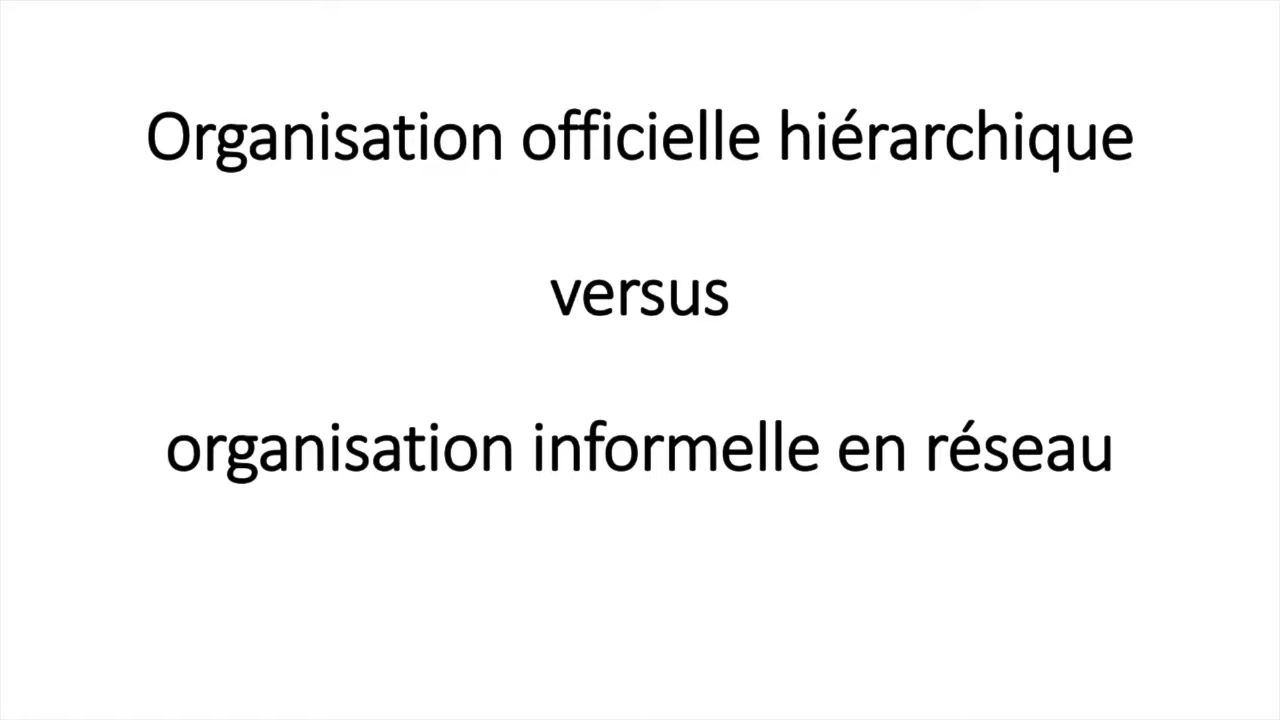 Organisation officielle hiérarchique
versus
organisation informelle en réseau